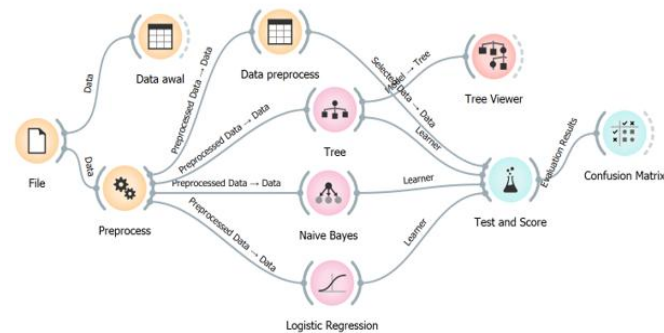 Data
Data awal
Preprocessed Data → Data
Data preprocess
Selected Data → Data
Model → Tree
Tree Viewer
File
Data
Preprocess
Preprocessed Data → Data
Tree
Learner
Preprocessed Data → Data
Naive Bayes
Learner
Preprocessed Data → Data
Logistic Regression
Learner
Test and Score
Evaluation Results
Confusion Matrix